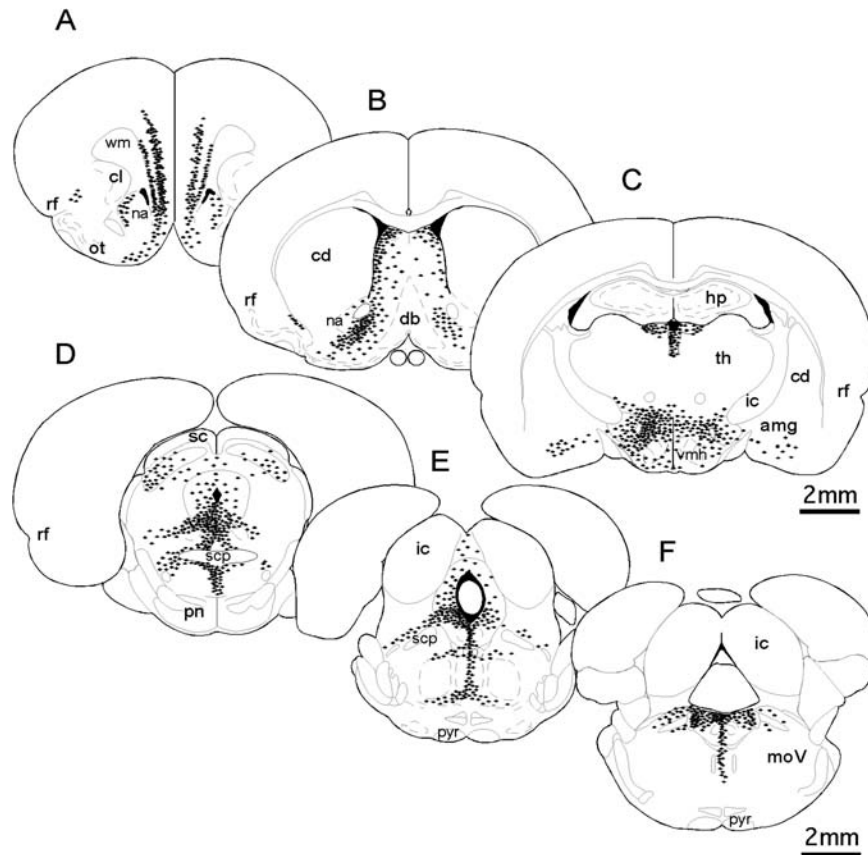 A
wm
cl
rf
na
ot
B
cd
rf
na
db
C
hp
th
cd
ic
rf
amg
vmh
2mm
D
sc
rf
scp
pn
E
ic
scp
pyr
F
ic
moV
pyr
2mm